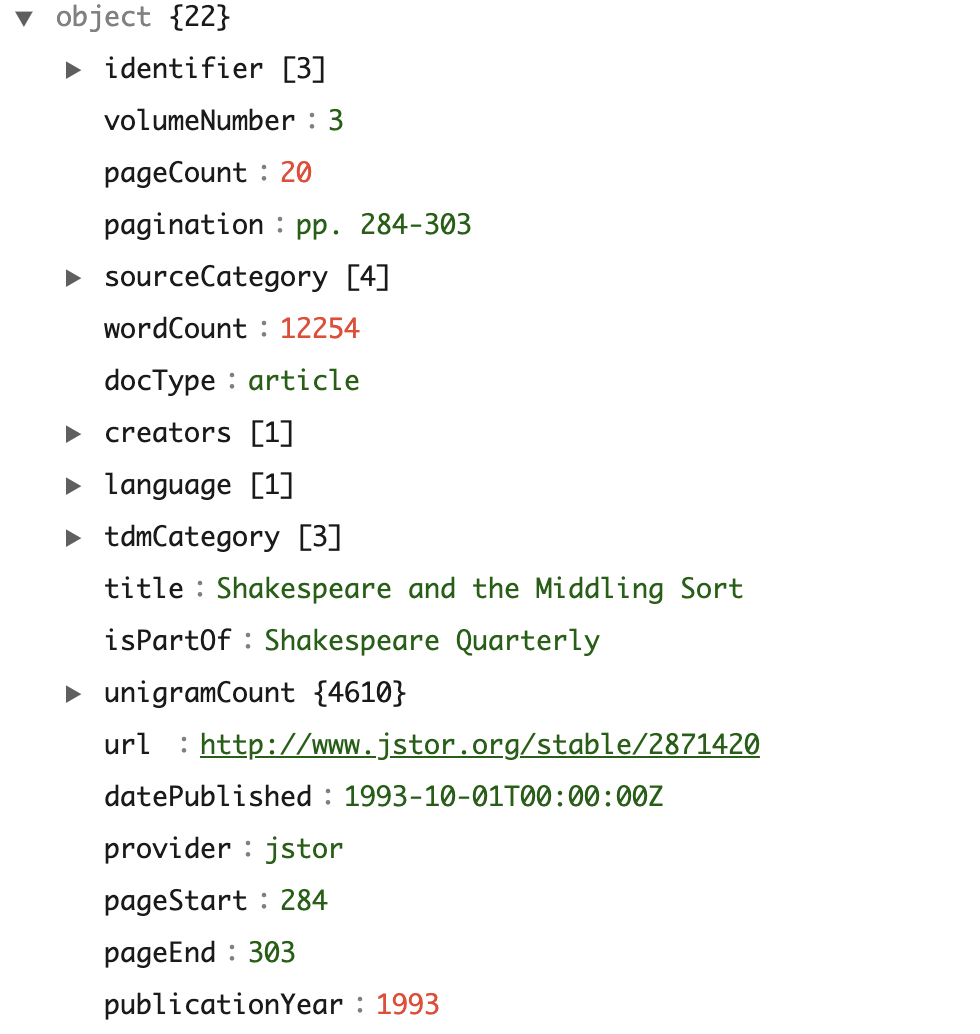 ▼ object {22}
▶ identifier [3]
volumeNumber : 3
pageCount : 20
pagination : pp. 284-303
▶ sourceCategory [4]
wordCount : 12254
docType : article
▶ creators [1]
▶ language [1]
▶ tdmCategory [3]
title : Shakespeare and the Middling Sort
isPartOf : Shakespeare Quarterly
▶ unigramCount {4610}
url : http://www.jstor.org/stable/2871420
datePublished : 1993-10-01T00:00:00Z
provider : jstor
pageStart : 284
pageEnd : 303
publicationYear : 1993